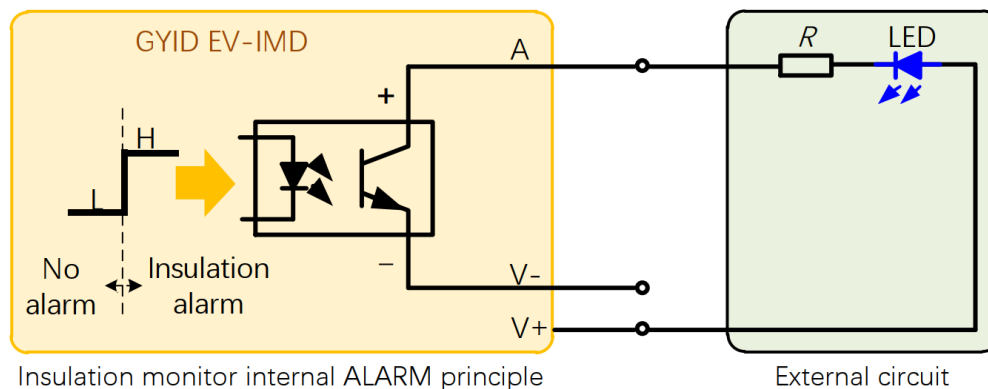 GYID EV-IMD
A
R
LED
+
H
L
−
No
alarm
Insulation
alarm
V-
V+
Insulation monitor internal ALARM principle
External circuit